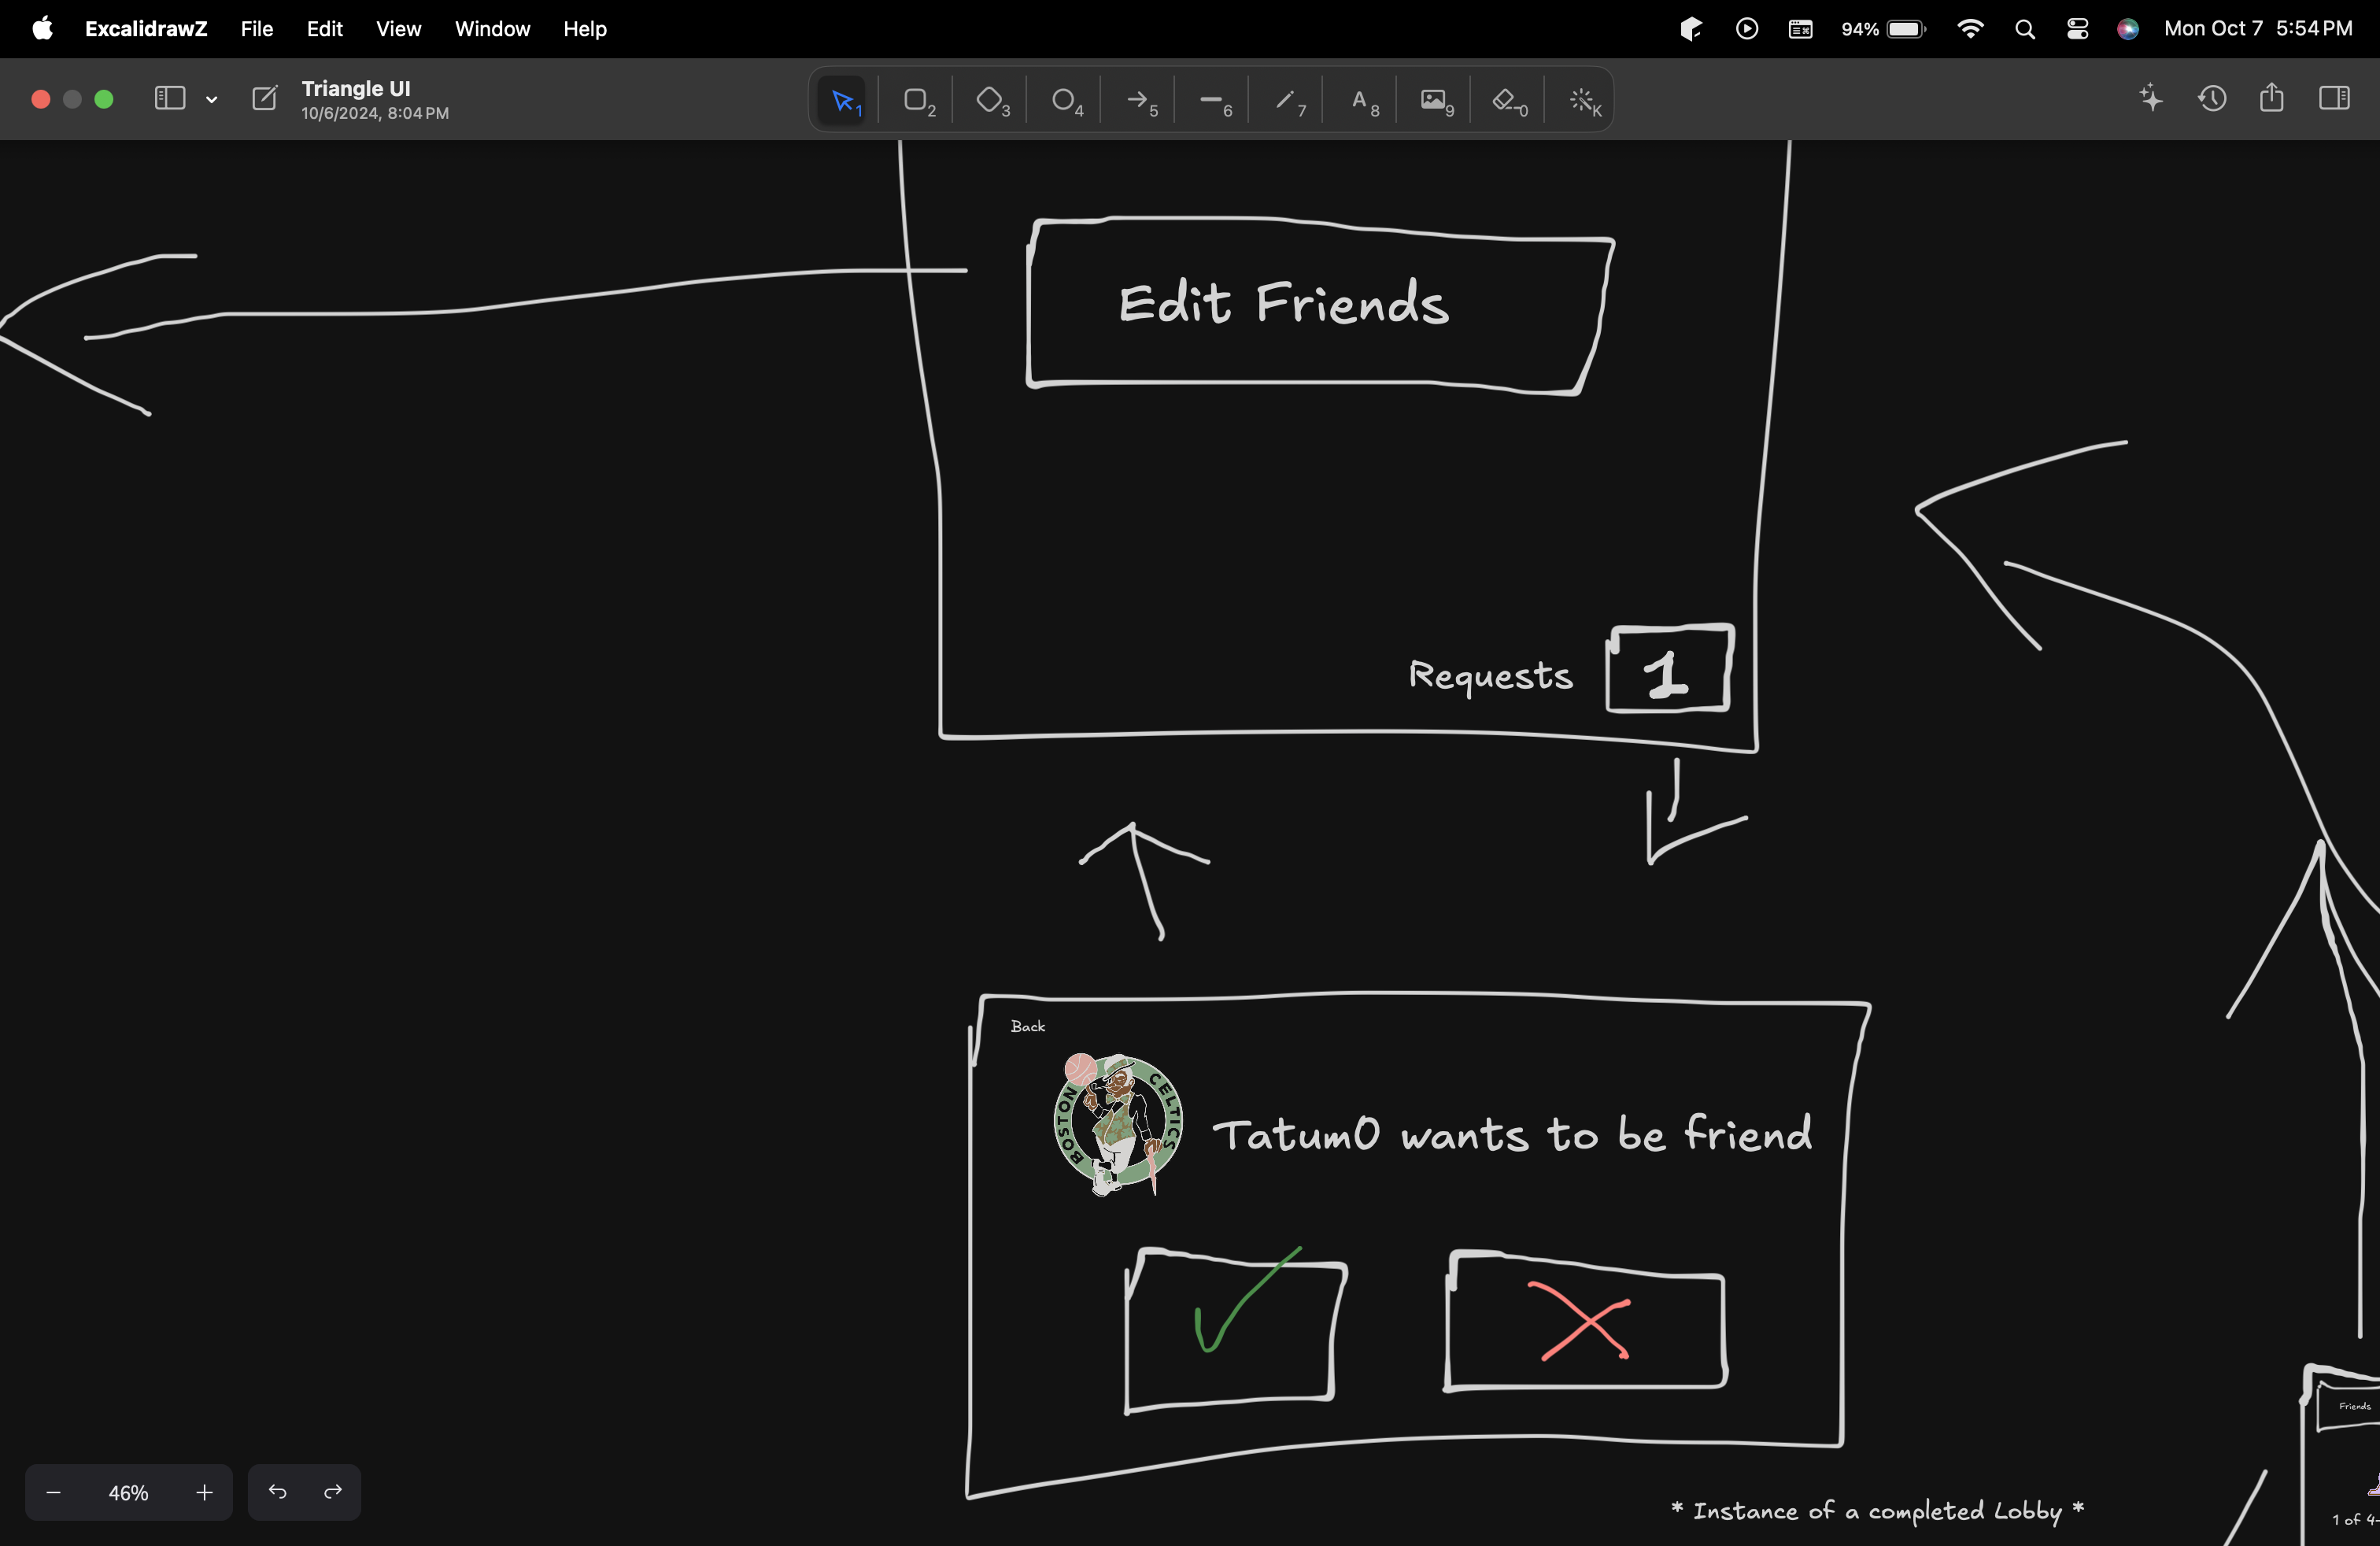 ExcalidrawZ File Edit View Window Help 94% Mon Oct 7 5:54 PM
Triangle UI
10/6/2024, 8:04 PM
1 2 3 4 5 6 7 A 8 9 0 K
Edit Friends
Requests 1
Back
BOSTON CELTICS
Tatum0 wants to be friend
Friends
46%
* Instance of a completed Lobby *
1 of 4-